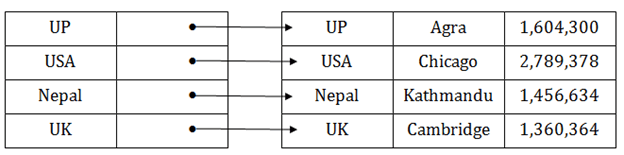 UP UP Agra 1,604,300
USA USA Chicago 2,789,378
Nepal Nepal Kathmandu 1,456,634
UK UK Cambridge 1,360,364